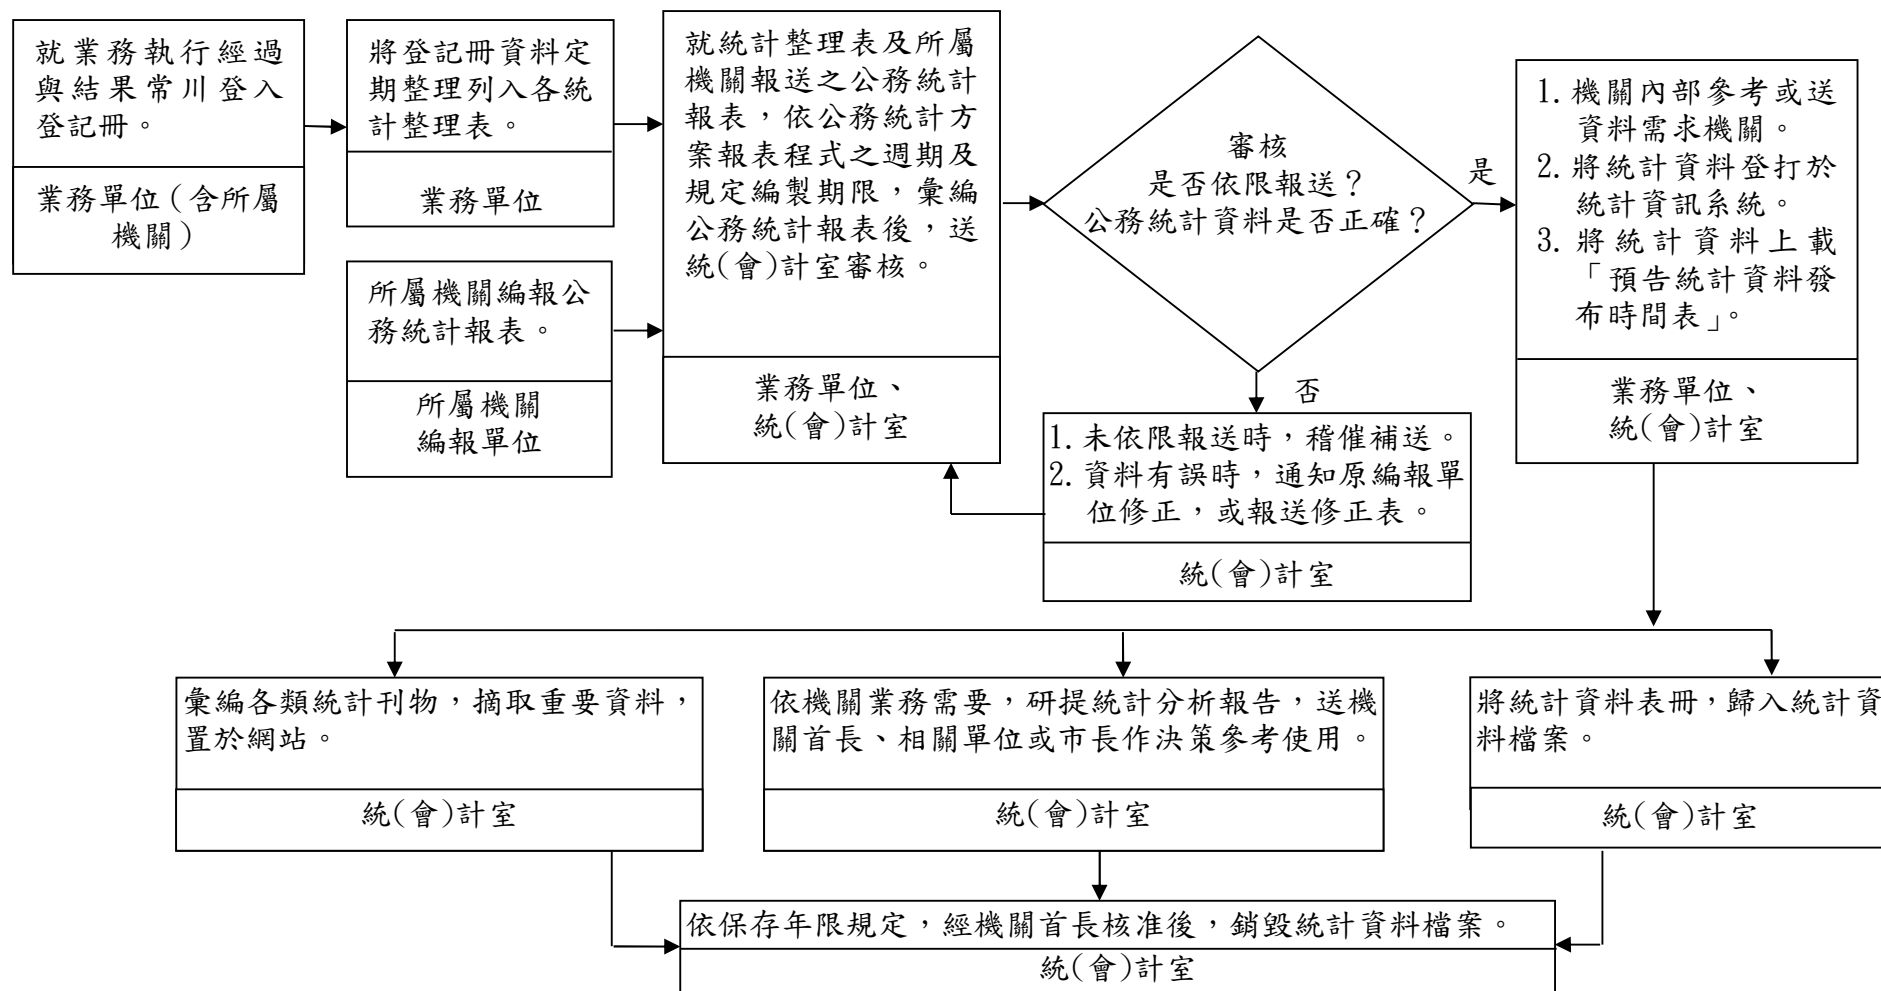 就業務執行經過
與結果常川登入
登記冊。
業務單位（含所屬
機關）
將登記冊資料定
期整理列入各統
計整理表。
業務單位
所屬機關編報公
務統計報表。
所屬機關
編報單位
就統計整理表及所屬
機關報送之公務統計
報表，依公務統計方
案報表程式之週期及
規定編製期限，彙編
公務統計報表後，送
統(會)計室審核。
業務單位、
統(會)計室
審核
是否依限報送？
公務統計資料是否正確？
是
否
1. 未依限報送時，稽催補送。
2. 資料有誤時，通知原編報單
位修正，或報送修正表。
統(會)計室
1. 機關內部參考或送
資料需求機關。
2. 將統計資料登打於
統計資訊系統。
3. 將統計資料上載
「預告統計資料發
布時間表」。
業務單位、
統(會)計室
彙編各類統計刊物，摘取重要資料，
置於網站。
統(會)計室
依機關業務需要，研提統計分析報告，送機
關首長、相關單位或市長作決策參考使用。
統(會)計室
將統計資料表冊，歸入統計資
料檔案。
統(會)計室
依保存年限規定，經機關首長核准後，銷毀統計資料檔案。
統(會)計室